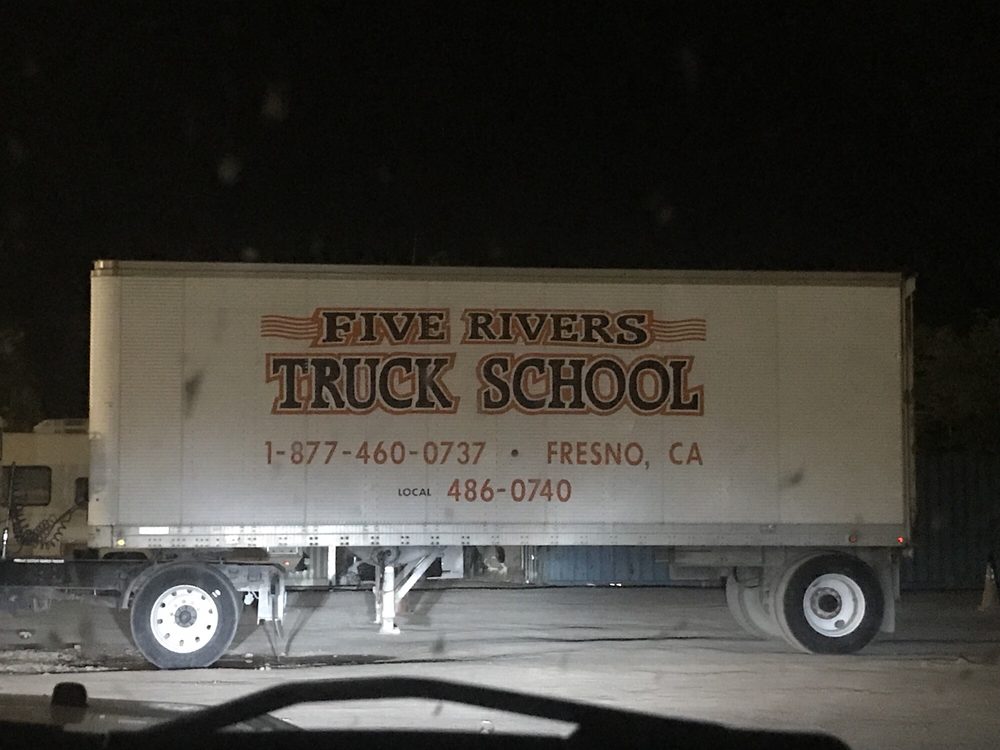 FIVE RIVERS
TRUCK SCHOOL
1-877-460-0737 • FRESNO, CA
LOCAL 486-0740